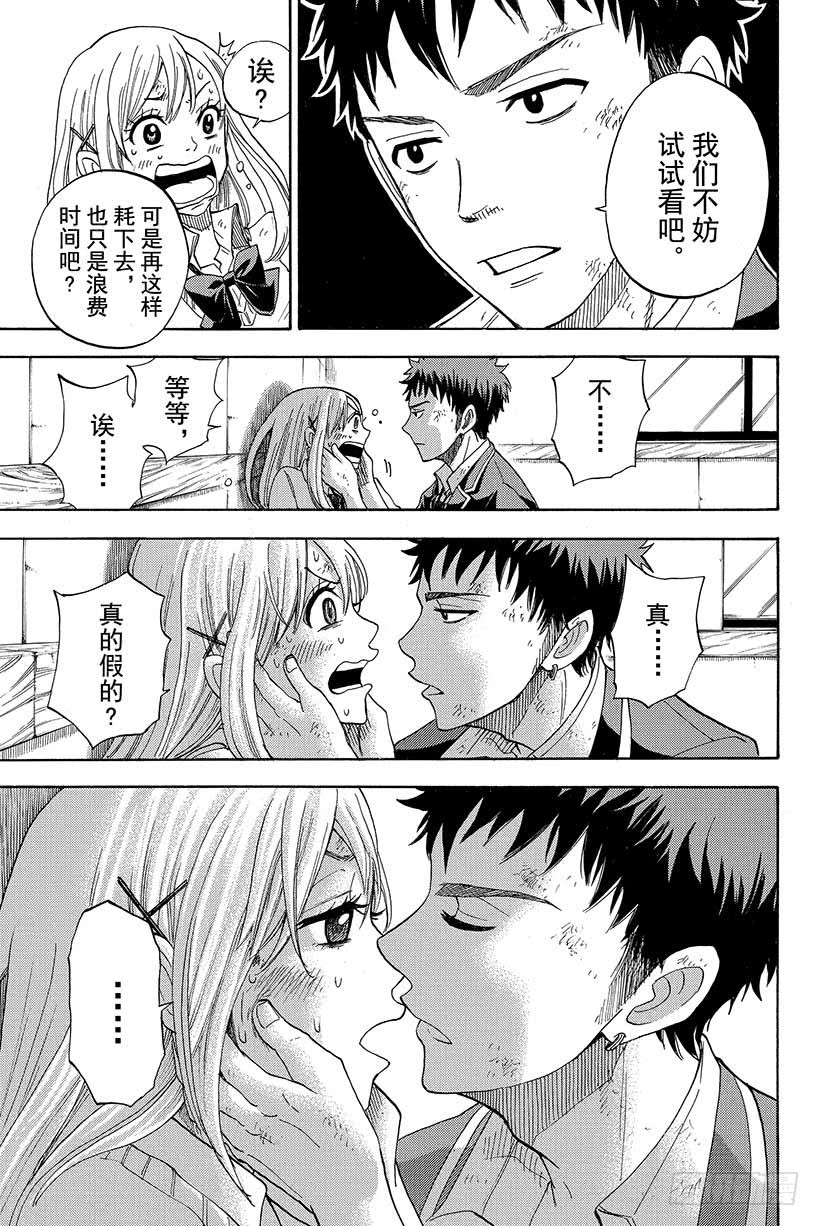 我们不妨
试试看吧。
诶？
可是再这样
耗下去，
也只是浪费
时间吧？
不……
等等，
诶……
真……
真的假的？
……